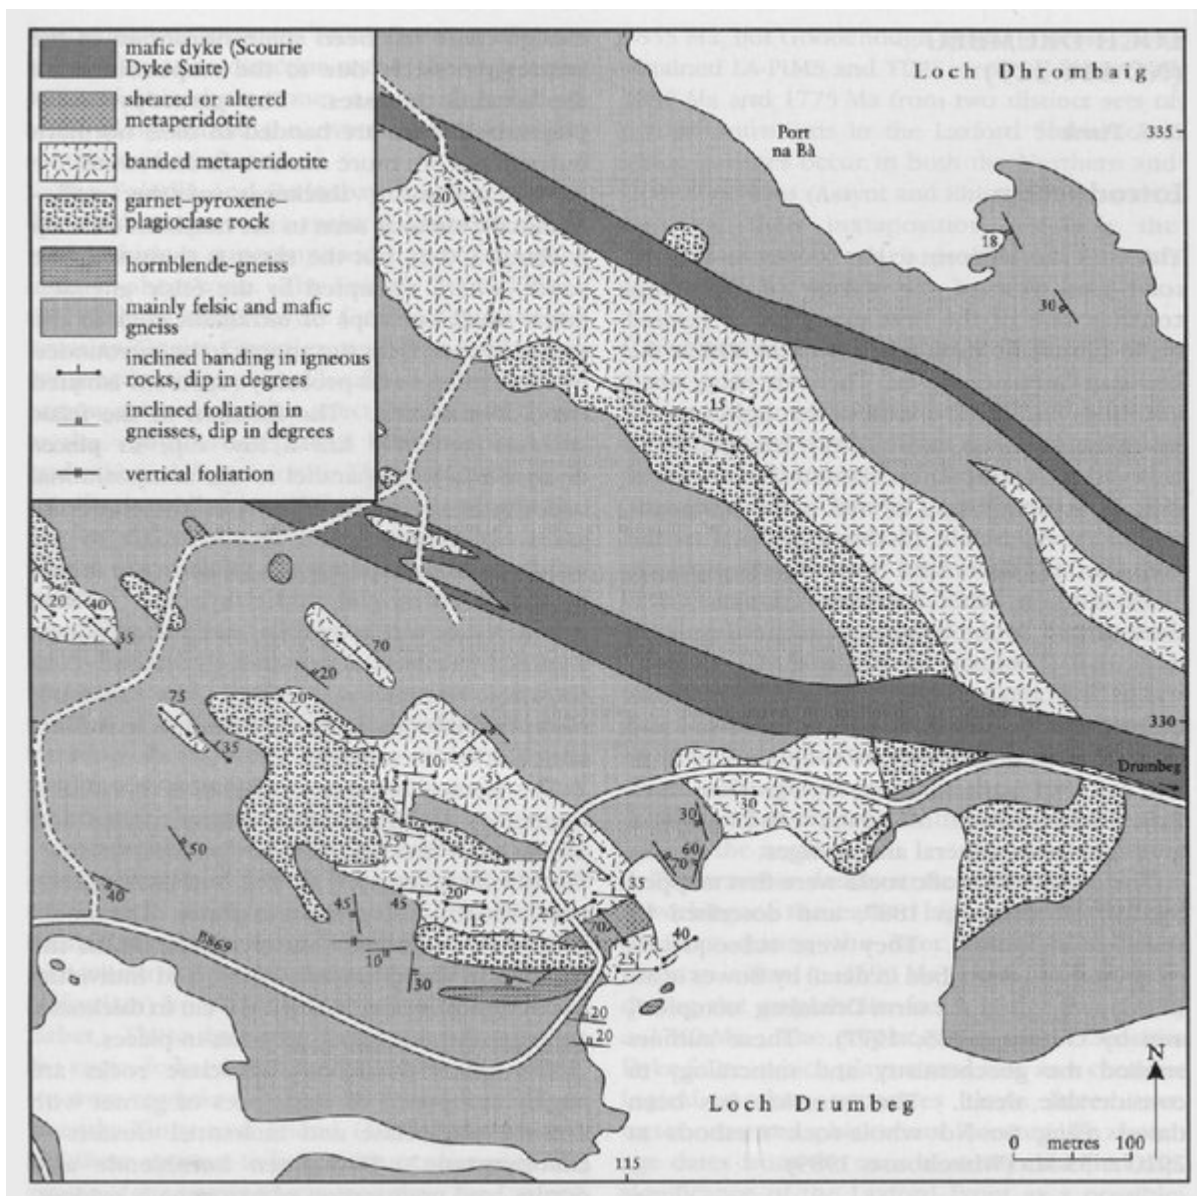 mafic dyke (Scourie
Dyke Suite)
sheared or altered
metaperidotite
banded metaperidotite
garnet–pyroxene–
plagioclase rock
hornblende-gneiss
mainly felsic and mafic
gneiss
inclined banding in igneous
rocks, dip in degrees
inclined foliation in
gneisses, dip in degrees
vertical foliation
Loch Dhrombaig
Port
na Bà
335
20
18
30
15
15
20
40
35
70
20
20
75
35
330
Drumbeg
5
10
5
30
30
25
25
60
70
50
35
40
45
45
20
15
25
70
40
25
B869
10
30
20
20
N
Loch Drumbeg
0 metres 100
115